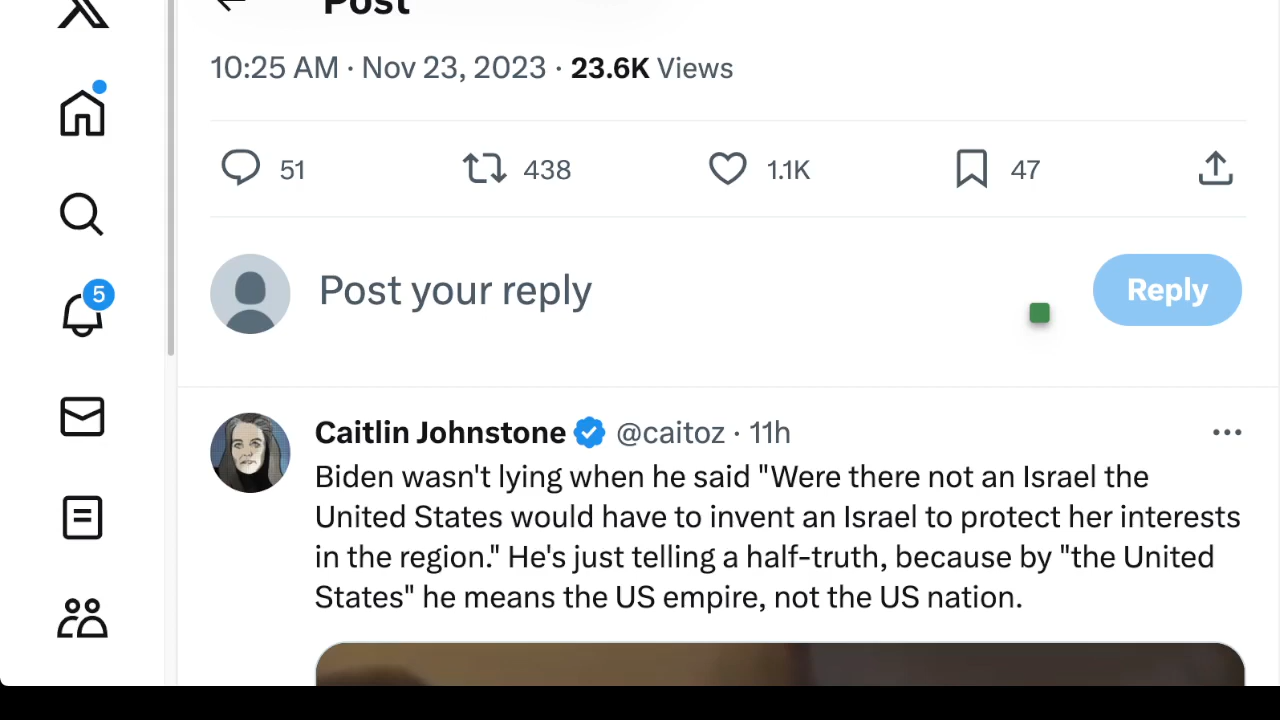 Post
10:25 AM · Nov 23, 2023 · 23.6K Views
51 438 1.1K 47
Post your reply Reply
5
Caitlin Johnstone @caitoz · 11h
Biden wasn't lying when he said "Were there not an Israel the
United States would have to invent an Israel to protect her interests
in the region." He's just telling a half-truth, because by "the United
States" he means the US empire, not the US nation.